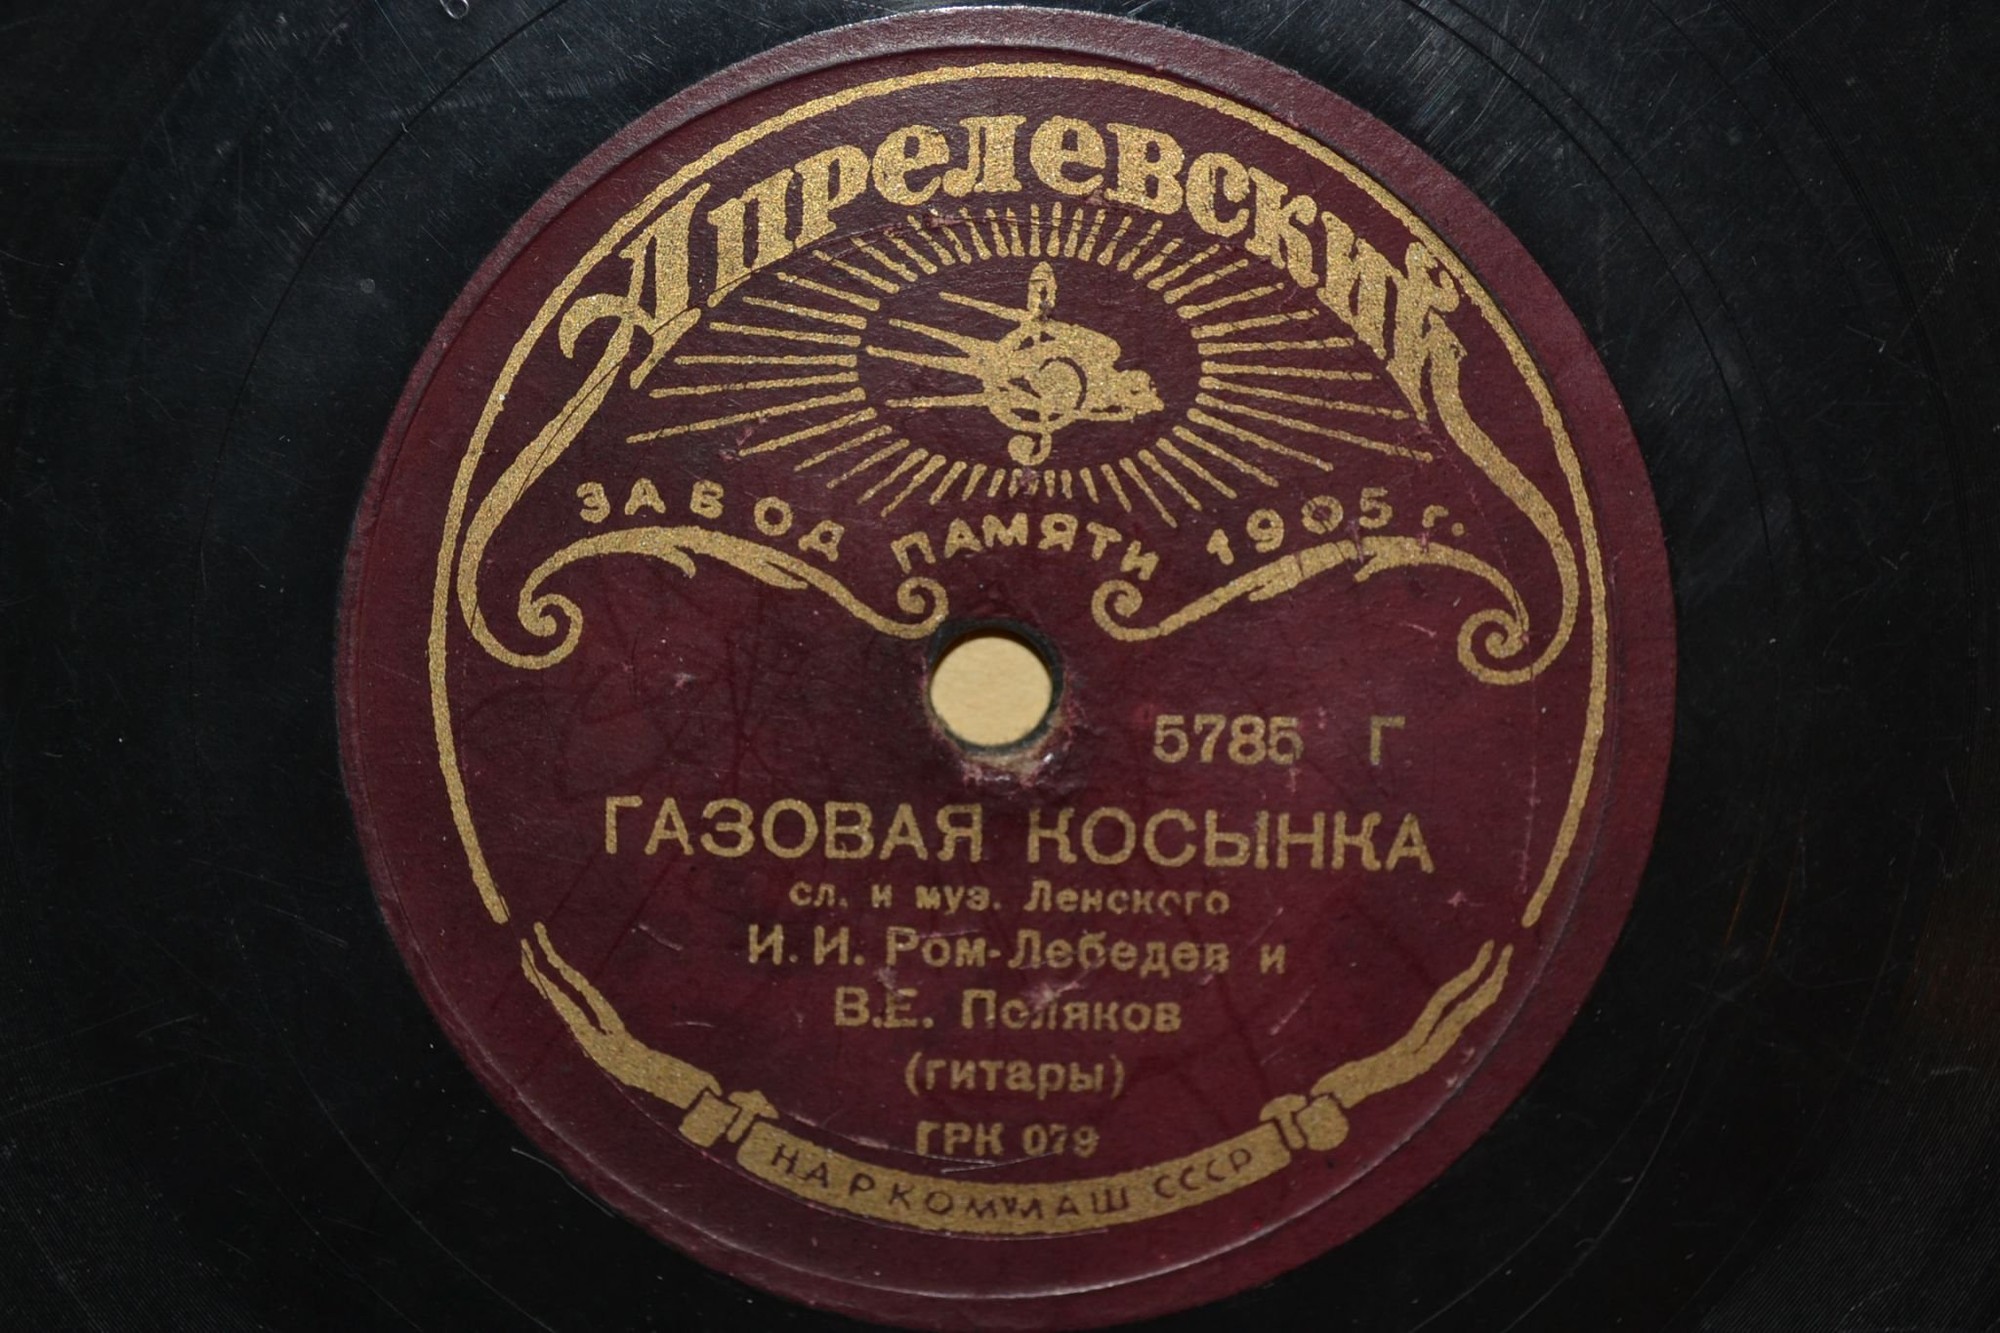 Апрелевский
ЗАВОД ПАМЯТИ 1905 г.
5785 Г
ГАЗОВАЯ КОСЫНКА
сл. и муз. Ленского
И. И. Ром-Лебедев и
В.Е. Поляков
(гитары)
ГРК 079
НАРКОММАШ СССР